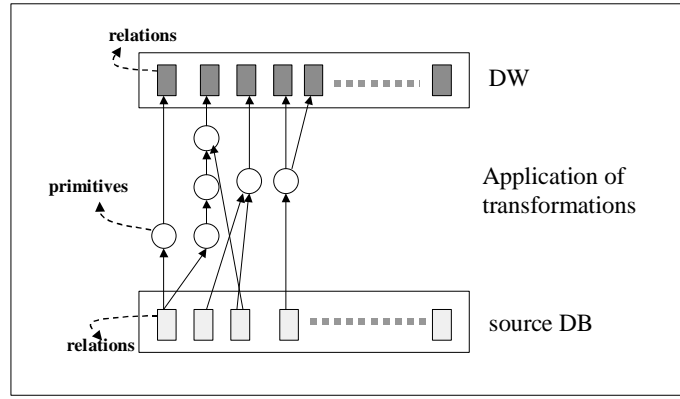 relations
DW
primitives
Application of
transformations
source DB
relations